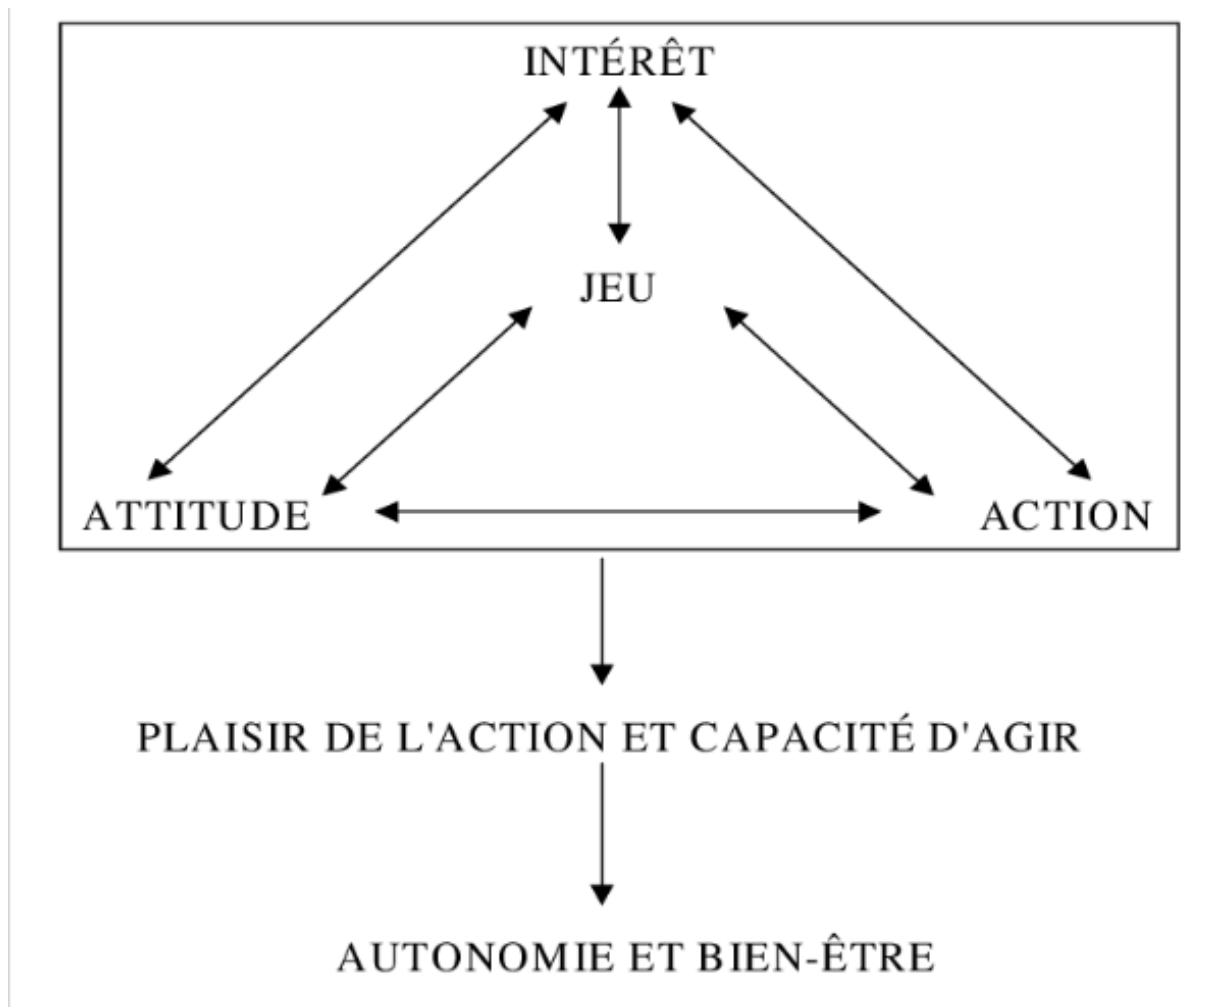 INTÉRÊT
JEU
ATTITUDE ACTION
PLAISIR DE L'ACTION ET CAPACITÉ D'AGIR
AUTONOMIE ET BIEN-ÊTRE